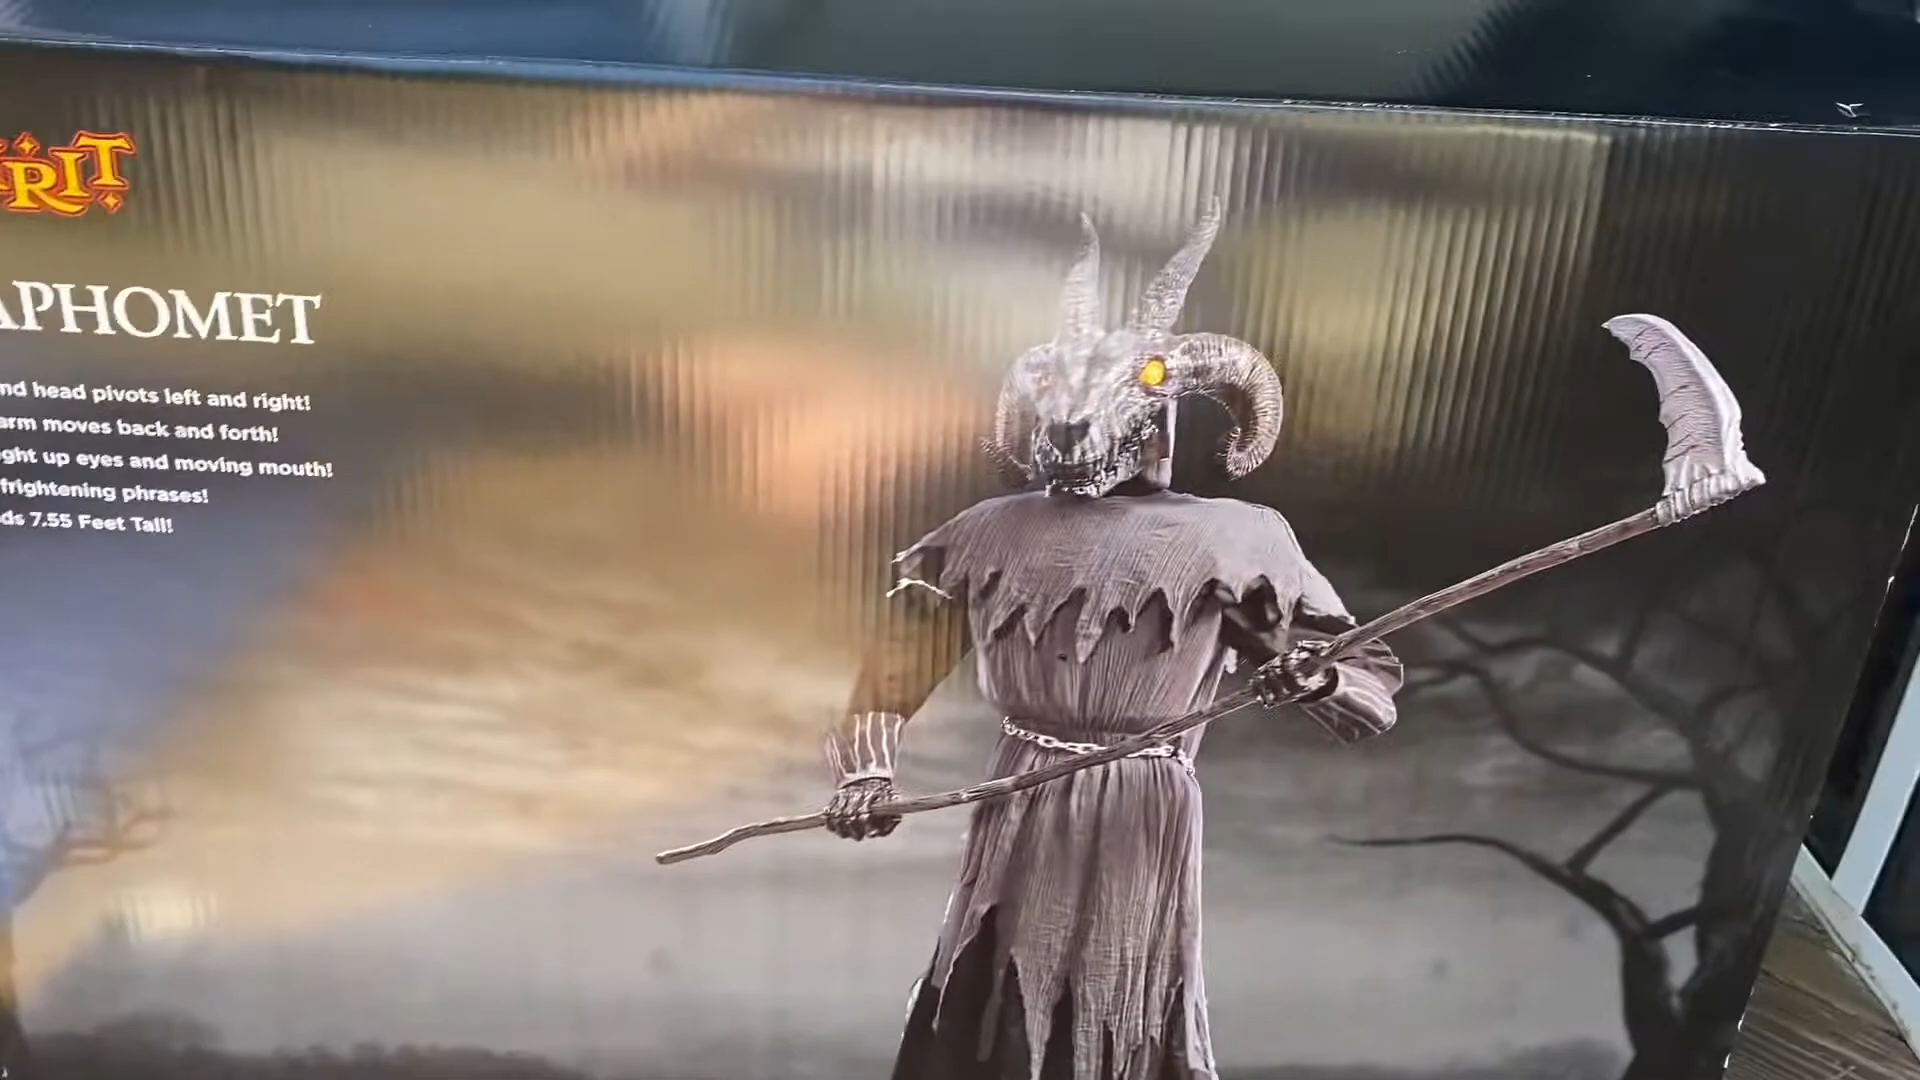 RIT
APHOMET
nd head pivots left and right!
arm moves back and forth!
ght up eyes and moving mouth!
frightening phrases!
ds 7.55 Feet Tall!